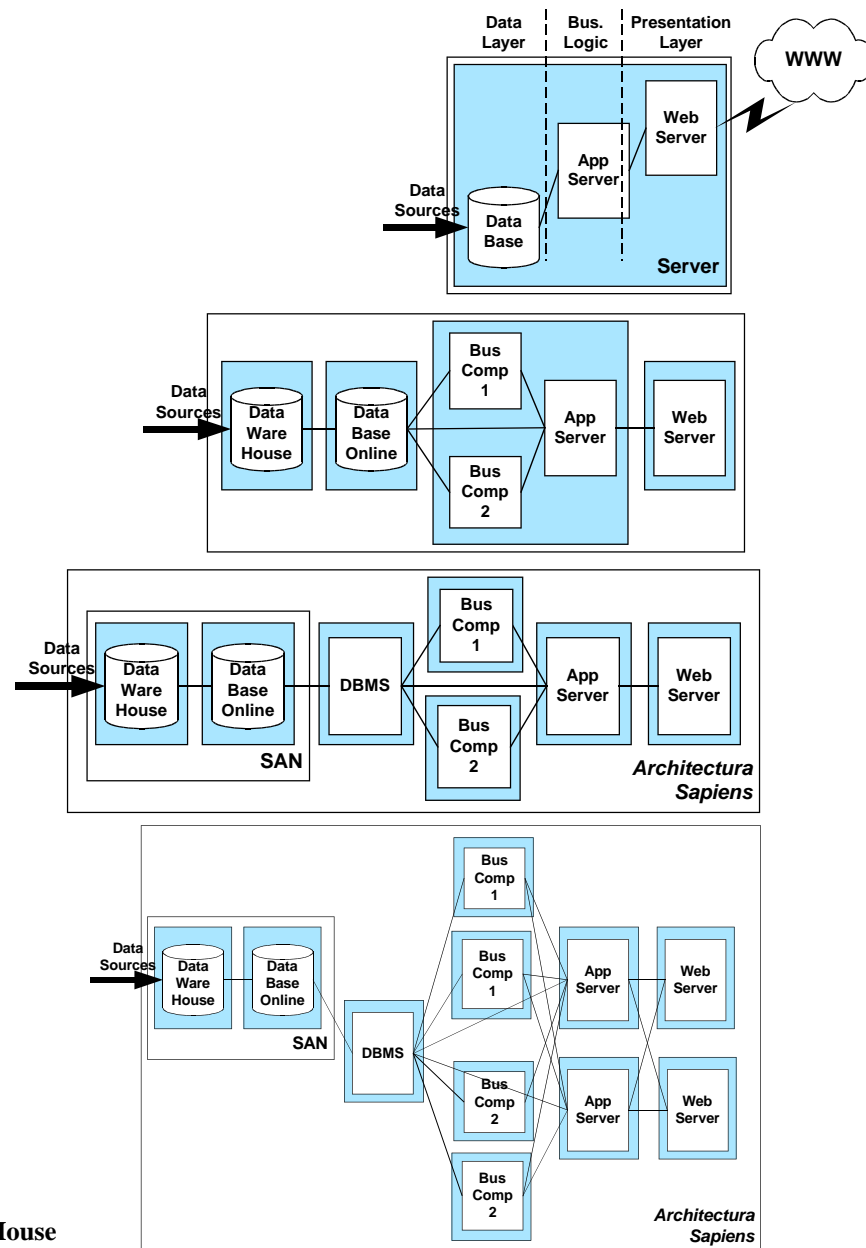 Data
Layer
Bus.
Logic
Presentation
Layer
WWW
Web
Server
App
Server
Data
Sources
Data
Base
Server
Data
Sources
Data
Ware
House
Data
Base
Online
Bus
Comp
1
Bus
Comp
2
App
Server
Web
Server
Data
Sources
Data
Ware
House
Data
Base
Online
SAN
DBMS
Bus
Comp
1
Bus
Comp
2
App
Server
Web
Server
Architectura
Sapiens
Data
Sources
Data
Ware
House
Data
Base
Online
SAN
DBMS
Bus
Comp
1
Bus
Comp
1
Bus
Comp
2
Bus
Comp
2
App
Server
Web
Server
App
Server
Web
Server
Architectura
Sapiens